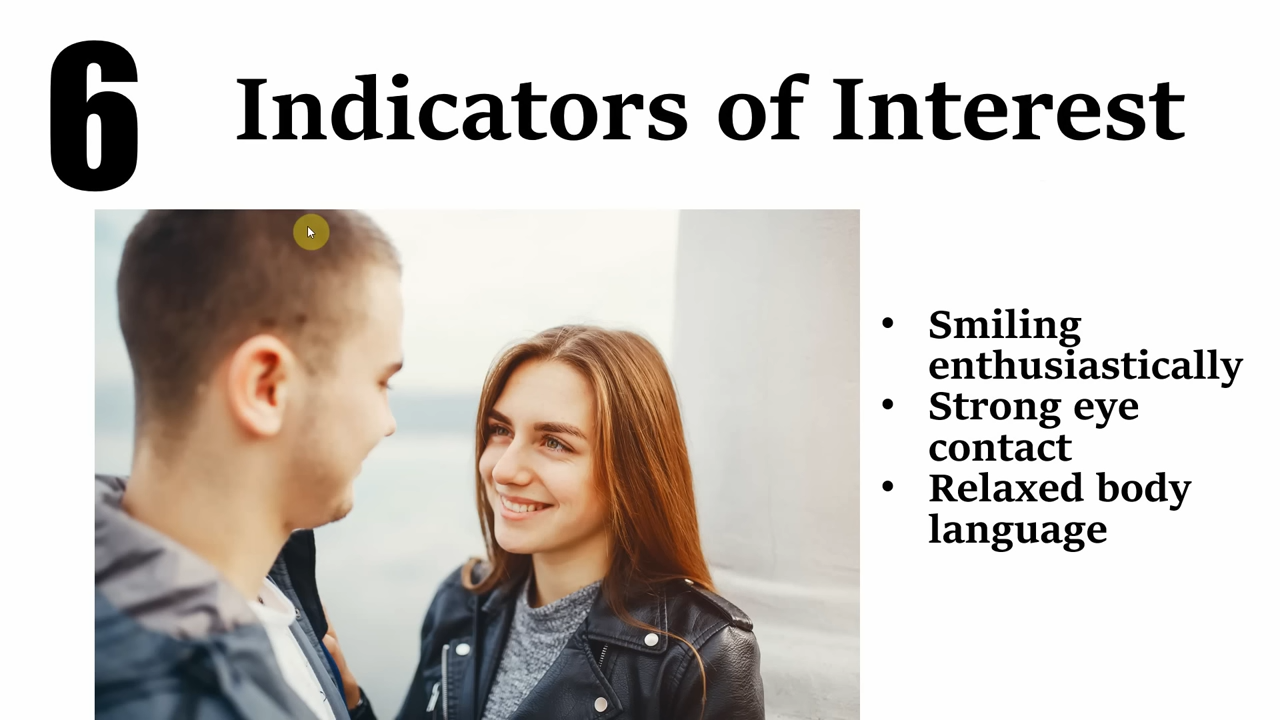 6 Indicators of Interest
• Smiling
enthusiastically
• Strong eye
contact
• Relaxed body
language